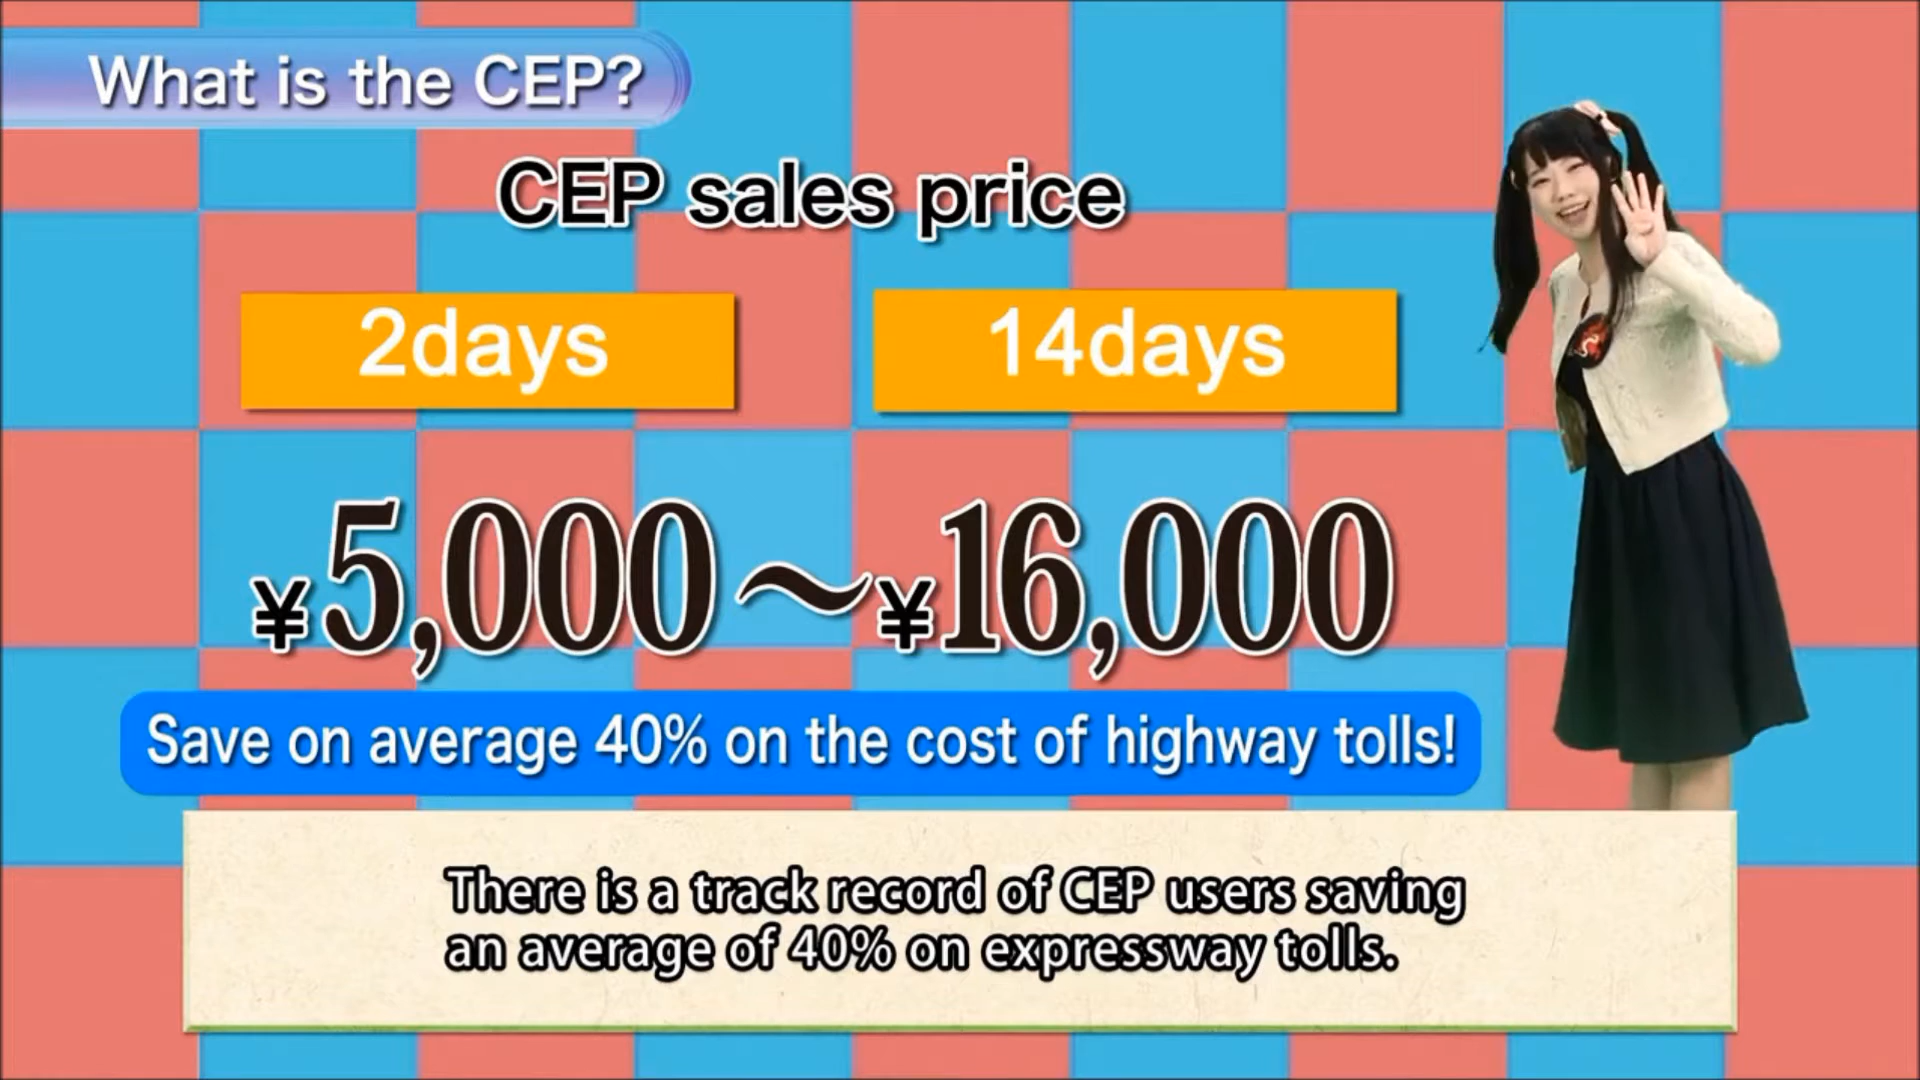 What is the CEP?
CEP sales price
2days
14days
¥5,000～¥16,000
Save on average 40% on the cost of highway tolls!
There is a track record of CEP users saving
an average of 40% on expressway tolls.